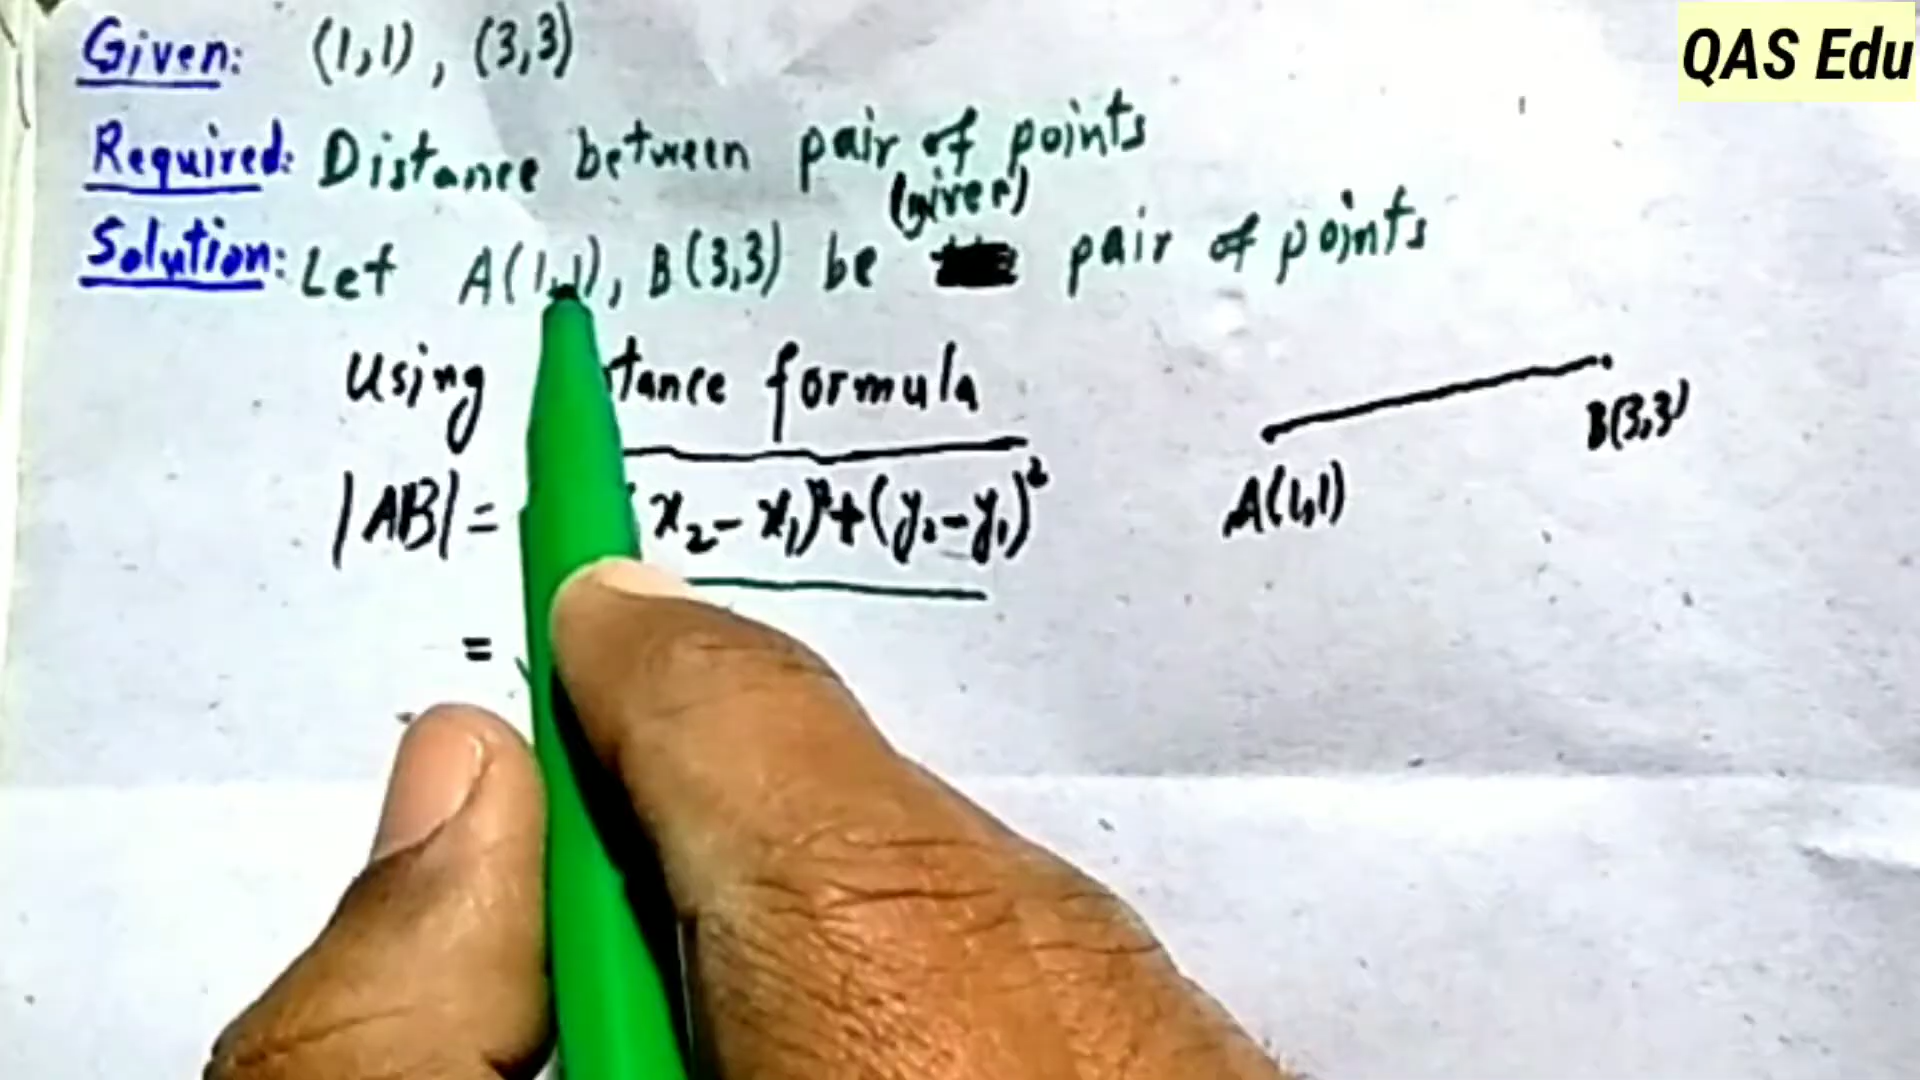 QAS Edu
Given: (1,1), (3,3)
Required: Distance between pair of points
(given)
Solution: Let A(1,1), B(3,3) be pair of points
Using tance formula
|AB| = (x₂ - x₁)² + (y₂ - y₁)²
=
B(3,3)
A(1,1)